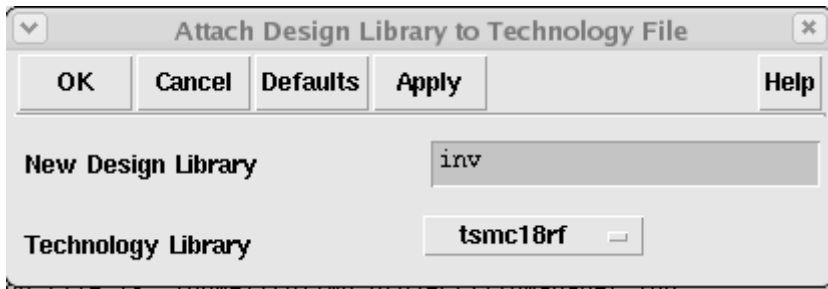 Attach Design Library to Technology File
OK Cancel Defaults Apply Help
New Design Library inv
Technology Library tsmc18rf